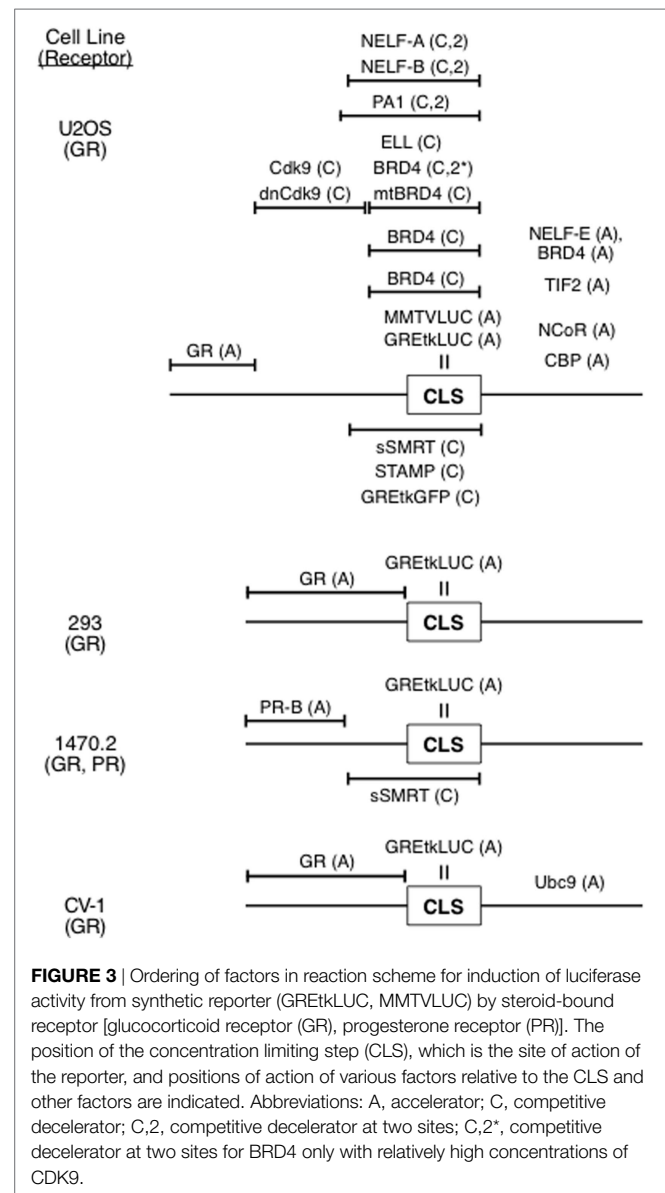 Cell Line
(Receptor)
NELF-A (C,2)
NELF-B (C,2)
PA1 (C,2)
U2OS
(GR)
ELL (C)
Cdk9 (C)
BRD4 (C,2*)
dnCdk9 (C)
mtBRD4 (C)
BRD4 (C)
NELF-E (A),
BRD4 (A)
BRD4 (C)
TIF2 (A)
MMTVLUC (A)
GREtkLUC (A)
NCoR (A)
CBP (A)
GR (A)
CLS
sSMRT (C)
STAMP (C)
GREtkGFP (C)
GREtkLUC (A)
GR (A)
CLS
293
(GR)
GREtkLUC (A)
PR-B (A)
CLS
1470.2
(GR, PR)
sSMRT (C)
GREtkLUC (A)
GR (A)
Ubc9 (A)
CLS
CV-1
(GR)
FIGURE 3 | Ordering of factors in reaction scheme for induction of luciferase
activity from synthetic reporter (GREtkLUC, MMTVLUC) by steroid-bound
receptor [glucocorticoid receptor (GR), progesterone receptor (PR)]. The
position of the concentration limiting step (CLS), which is the site of action of
the reporter, and positions of action of various factors relative to the CLS and
other factors are indicated. Abbreviations: A, accelerator; C, competitive
decelerator; C,2, competitive decelerator at two sites; C,2*, competitive
decelerator at two sites for BRD4 only with relatively high concentrations of
CDK9.